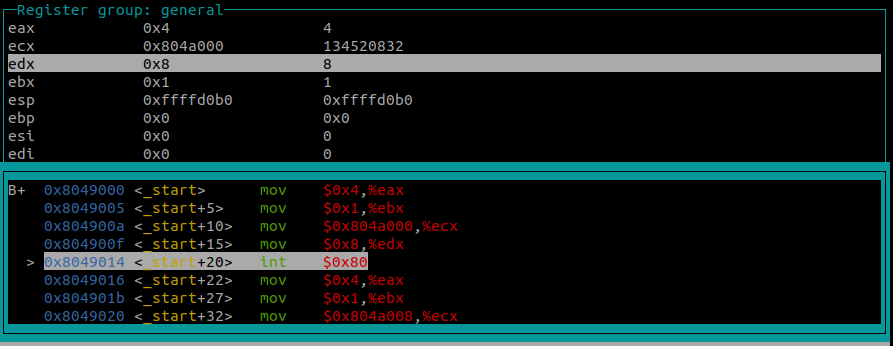 Register group: general
eax 0x4 4
ecx 0x804a000 134520832
edx 0x8 8
ebx 0x1 1
esp 0xffffd0b0 0xffffd0b0
ebp 0x0 0x0
esi 0x0 0
edi 0x0 0
B+ 0x8049000 <_start> mov $0x4,%eax
0x8049005 <_start+5> mov $0x1,%ebx
0x804900a <_start+10> mov $0x804a000,%ecx
0x804900f <_start+15> mov $0x8,%edx
> 0x8049014 <_start+20> int $0x80
0x8049016 <_start+22> mov $0x4,%eax
0x804901b <_start+27> mov $0x1,%ebx
0x8049020 <_start+32> mov $0x804a008,%ecx